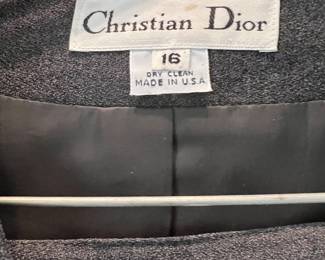 Christian Dior
16
DRY CLEAN
MADE IN U.S.A.